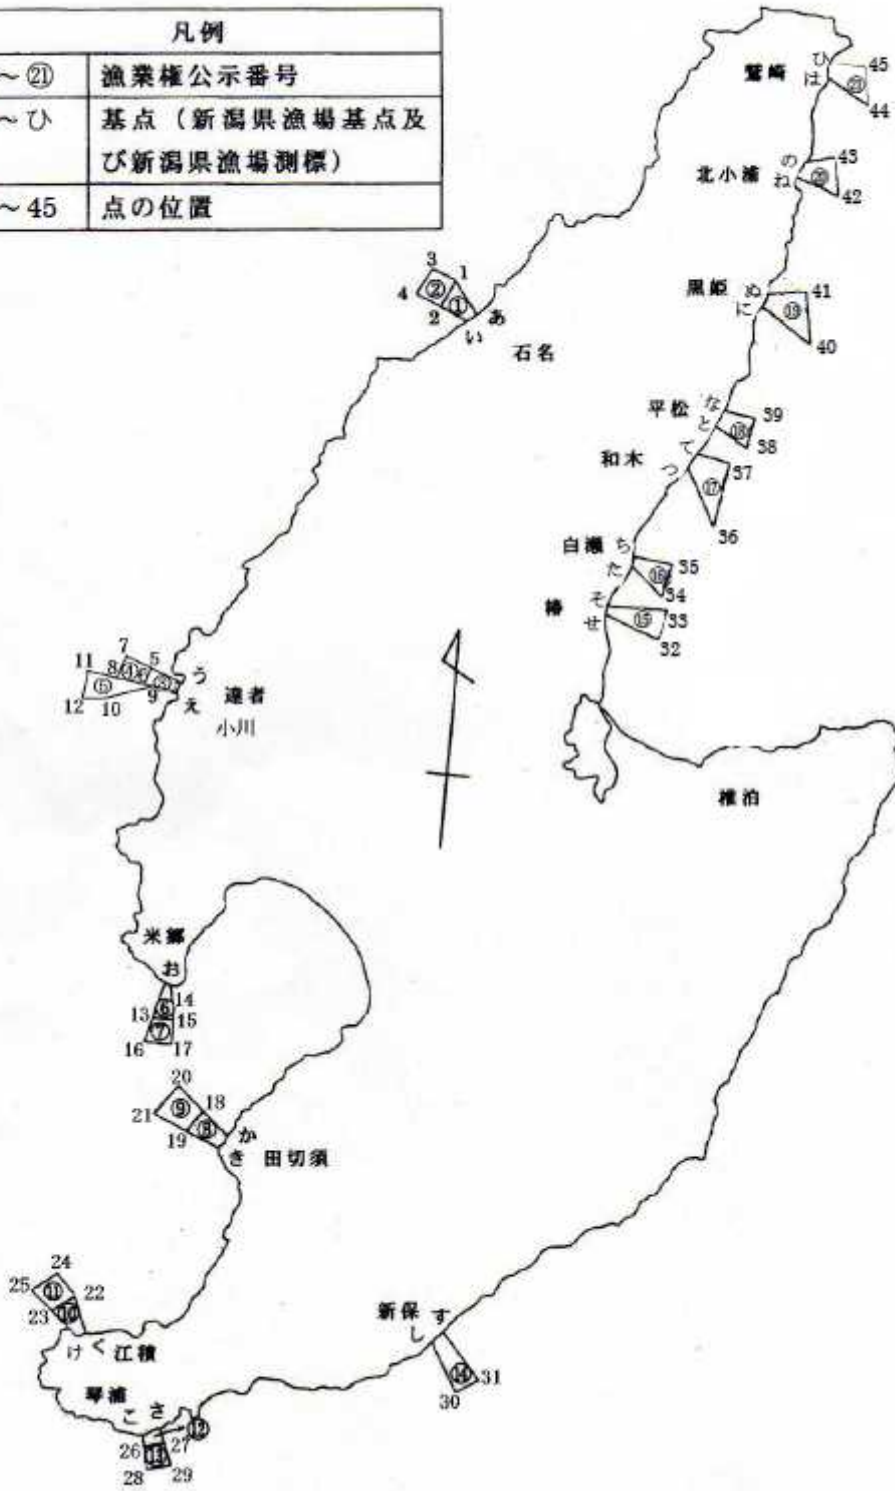 凡例
～㉑ 漁業権公示番号
～ひ 基点（新潟県漁場基点及
び新潟県漁場測標）
～45 点の位置
鷲崎 ひ は ㉑ 45
44
北小浦 の ね ⑳ 43
42
黒姫 ぬ に ⑲ 41
40
3 1
4 ② ① あ
2 い
石名
平松 な と ⑱ 39
38
和木 て つ ⑰ 37
36
白瀬 ち た ⑯ 35
34
椿 そ せ ⑮ 33
32
7 5 う
11 8 ④ ③
⑤ 9 え 達者
12 10 小川
椎泊
米郷
お
14
13 ⑥ 15
⑦
16 17
20
⑨ 18
21 ⑧ か
19 き 田切須
24
25 ⑪ 22
23 ⑩
け く 江積
新保 す
し
⑭ 31
30
琴浦
こ さ ⑫
26 27
⑬
28 29